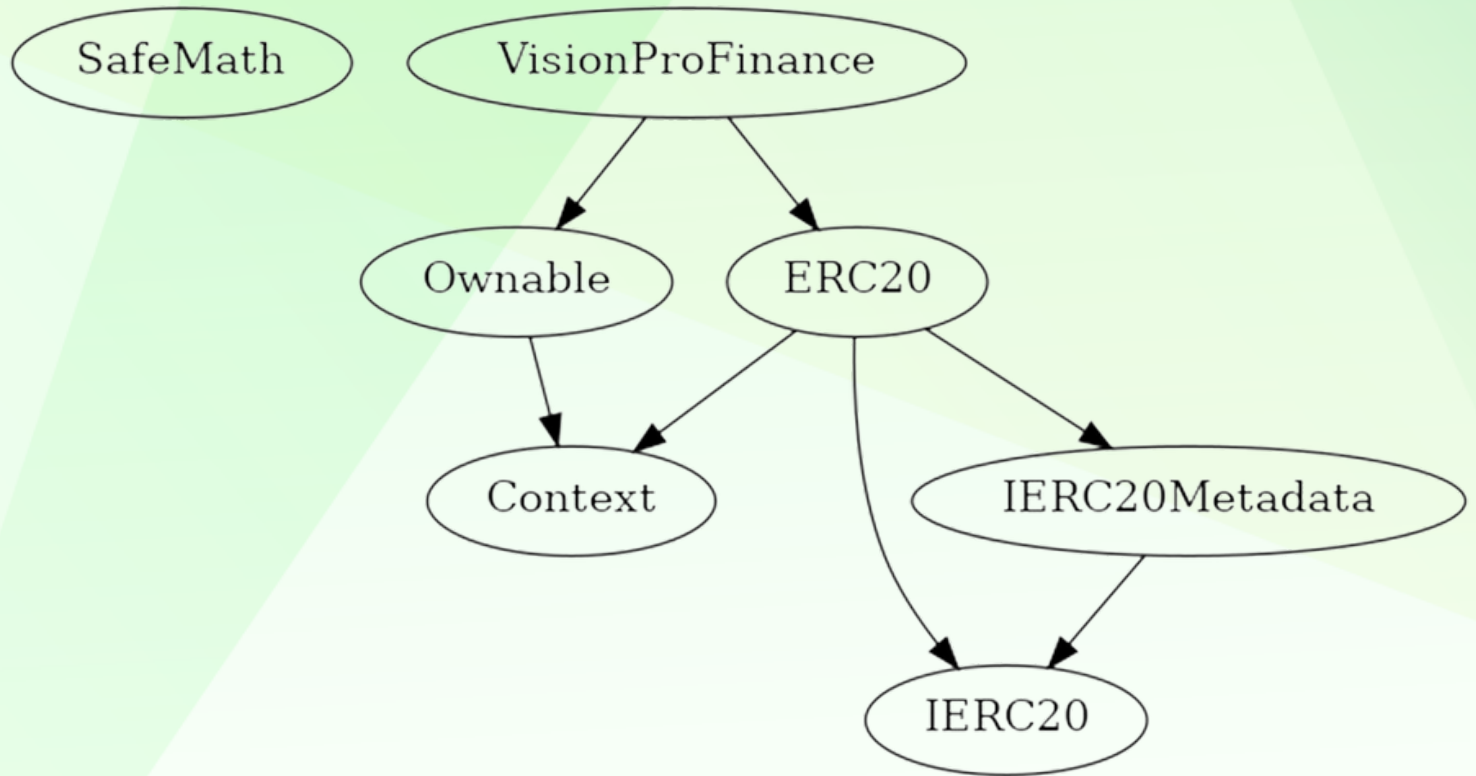 SafeMath
VisionProFinance
Ownable
ERC20
Context
IERC20Metadata
IERC20